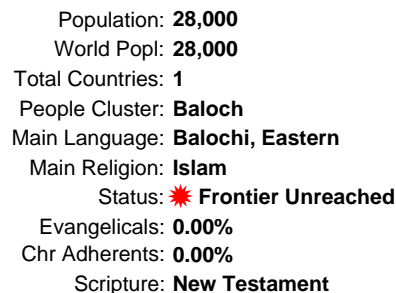 Population: 28,000
World Popl: 28,000
Total Countries: 1
People Cluster: Baloch
Main Language: Balochi, Eastern
Main Religion: Islam
Status: Frontier Unreached
Evangelicals: 0.00%
Chr Adherents: 0.00%
Scripture: New Testament